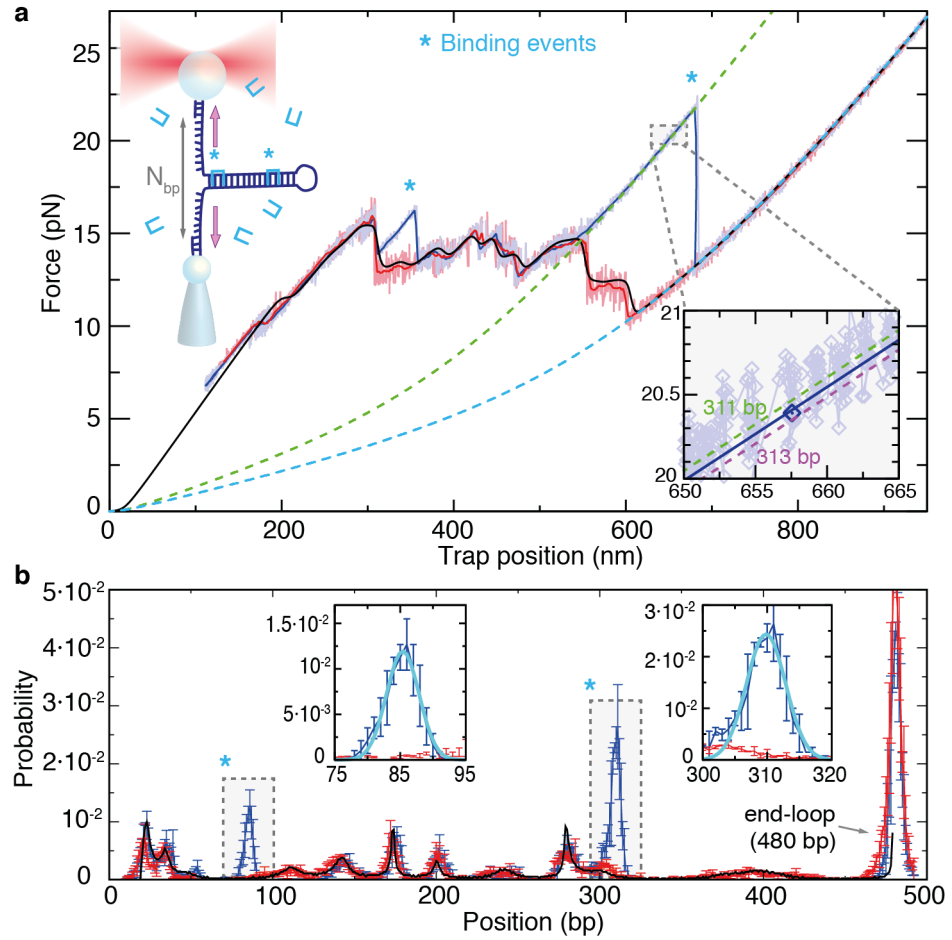 a
* Binding events
*
*
* *
N_bp
25
20
15
10
5
0
Force (pN)
0 200 400 600 800
Trap position (nm)
21
20.5
20
311 bp
313 bp
650 655 660 665
b
5·10⁻²
4·10⁻²
3·10⁻²
2·10⁻²
10⁻²
0
Probability
*
*
1.5·10⁻²
10⁻²
5·10⁻³
0
75 85 95
3·10⁻²
2·10⁻²
10⁻²
0
300 310 320
end-loop
(480 bp)
0 100 200 300 400 500
Position (bp)